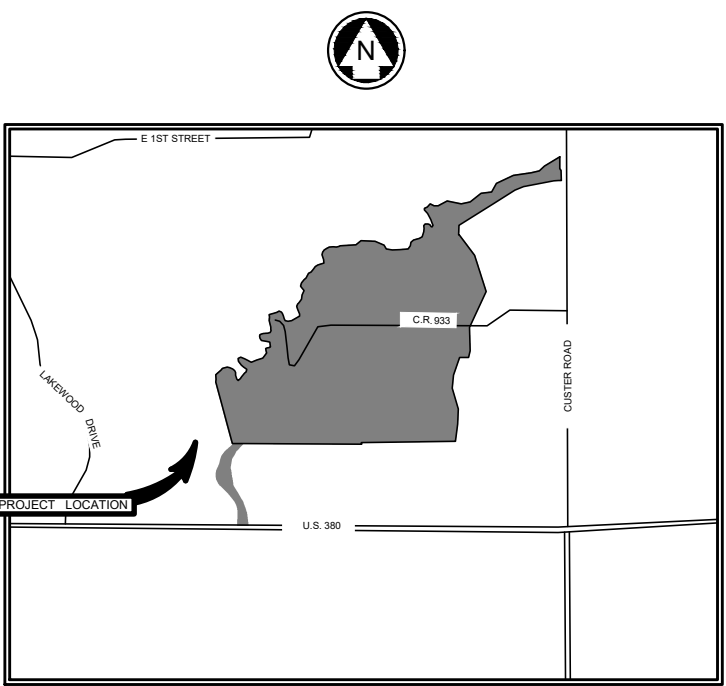 N
E 1ST STREET
C.R. 933
CUSTER ROAD
LAKEWOOD DRIVE
PROJECT LOCATION
U.S. 380